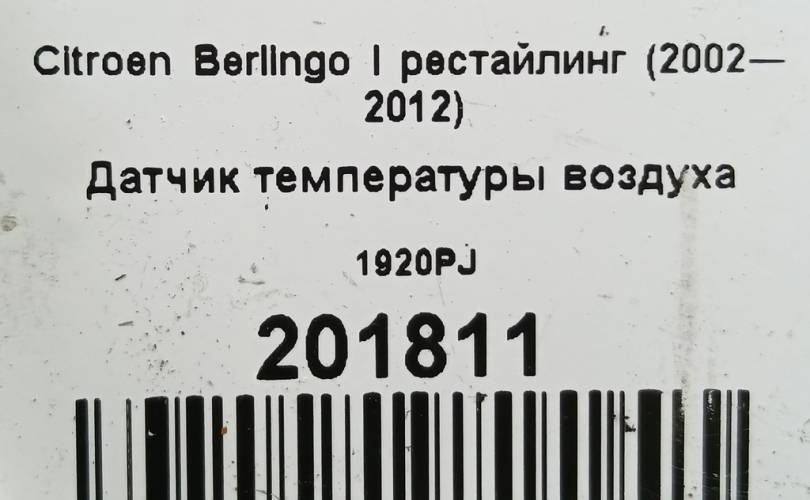 Citroen Berlingo I рестайлинг (2002—
2012)
Датчик температуры воздуха
1920PJ
201811